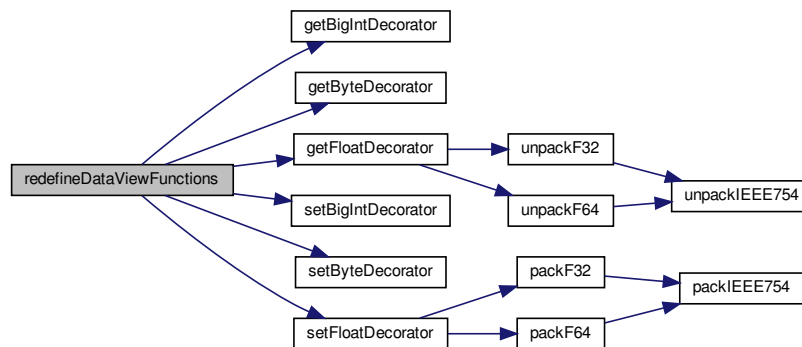 getBigIntDecorator
getByteDecorator
getFloatDecorator
unpackF32
redefineDataViewFunctions
unpackIEEE754
setBigIntDecorator
unpackF64
setByteDecorator
packF32
packIEEE754
setFloatDecorator
packF64